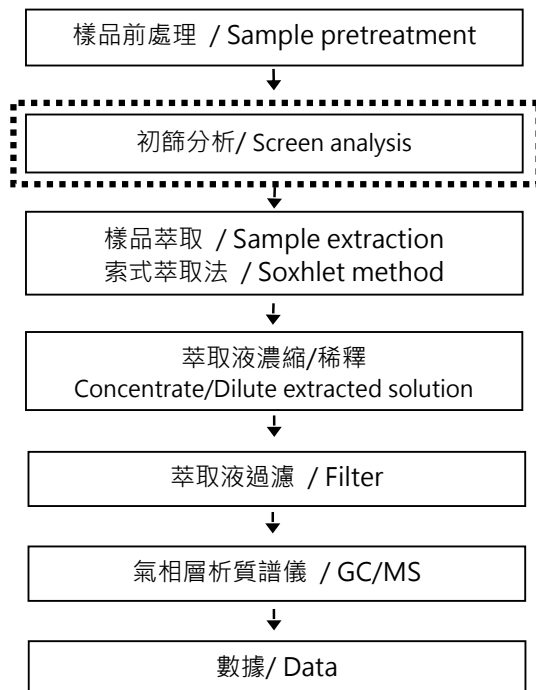 樣品前處理 / Sample pretreatment
初篩分析/ Screen analysis
樣品萃取 / Sample extraction
索式萃取法 / Soxhlet method
萃取液濃縮/稀釋
Concentrate/Dilute extracted solution
萃取液過濾 / Filter
氣相層析質譜儀 / GC/MS
數據/ Data